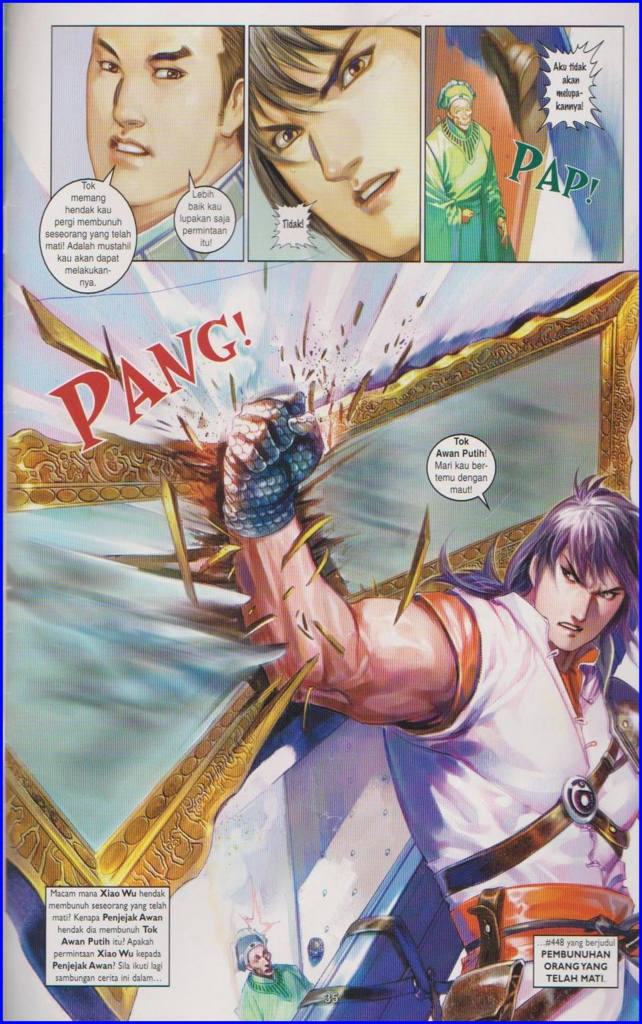 Tok
memang
hendak kau
pergi membunuh
seseorang yang telah
mati! Adalah mustahil
kau akan dapat
melakukan-
nya.
Lebih
baik kau
lupakan saja
permintaan
itu!
Tidak!
Aku tidak
akan
melupa-
kannya!
PAP!
PANG!
Tok
Awan Putih!
Mari kau ber-
temu dengan
maut!
Macam mana Xiao Wu hendak
membunuh seseorang yang telah
mati? Kenapa Penjejak Awan
hendak dia membunuh Tok
Awan Putih itu? Apakah
permintaan Xiao Wu kepada
Penjejak Awan? Sila ikuti lagi
sambungan cerita ini dalam...
...#448 yang berjudul
PEMBUNUHAN
ORANG YANG
TELAH MATI.
35